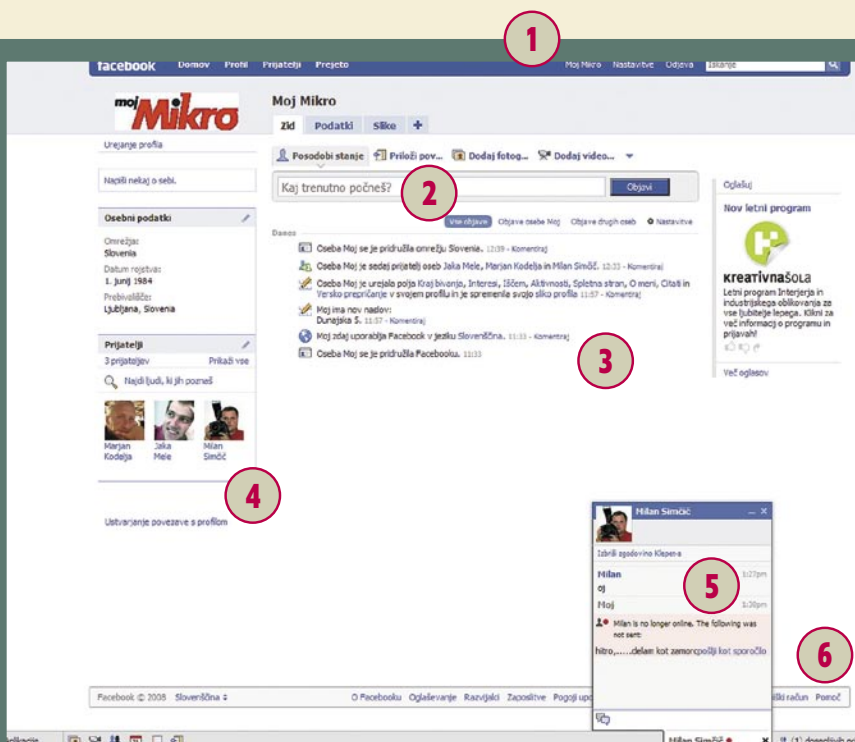 1
facebook Domov Profil Prijatelji Prejeto Moj Mikro Nastavitve Odjava Iskanje
moj Mikro
Moj Mikro
Zid Podatki Slike +
Urejanje profila
Posodobi stanje Priloži pov... Dodaj fotog... Dodaj video...
Napiši nekaj o sebi.
Kaj trenutno počneš?
2
Objavi
Vse objave Objave osebe Moj Objave drugih oseb Nastavitve
Osebni podatki
Omrežja:
Slovenia
Datum rojstva:
1. junij 1984
Prebivališče:
Ljubljana, Slovenia
Danes
Oseba Moj se je pridružila omrežju Slovenia. 12:39 - Komentiraj
Oseba Moj je sedaj prijatelj oseb Jaka Mele, Marjan Kodelja in Milan Simčič. 12:33 - Komentiraj
Oseba Moj je urejala polja Kraj bivanja, Interesi, Iščem, Aktivnosti, Spletna stran, O meni, Citati in
Versko prepričanje v svojem profilu in je spremenila svojo sliko profila 11:57 - Komentiraj
Moj ima nov naslov:
Dunajska 5. 11:57 - Komentiraj
Moj zdaj uporablja Facebook v jeziku Slovenščina. 11:33 - Komentiraj
Oseba Moj se je pridružila Facebooku. 11:33
3
Oglašuj
Nov letni program
kreativnašola
Letni program Interjerja in
industrijskega oblikovanja ze
vse ljubitelje lepega. Klikni za
več informacij o programu in
prijavah!
Več oglasov
Prijatelji
3 prijateljev Prikaži vse
Najdi ljudi, ki jih poznaš
Marjan
Kodelja
Jaka
Mele
Milan
Simčič
4
Ustvarjanje povezave s profilom
Milan Simčič
Izbriši zgodovino Klepeta
Milan 1:27pm
oj
5
Moj 1:30pm
Milan is no longer online. The following was
not sent:
hitro,.....delam kot zamorc pošlji kot sporočilo
6
Facebook © 2008 Slovenščina
O Facebooku Oglaševanje Razvijalci Zaposlitve Pogoji upo
račun Pomoč
Aplikacije
Milan Simčič x (1) dosegljivih